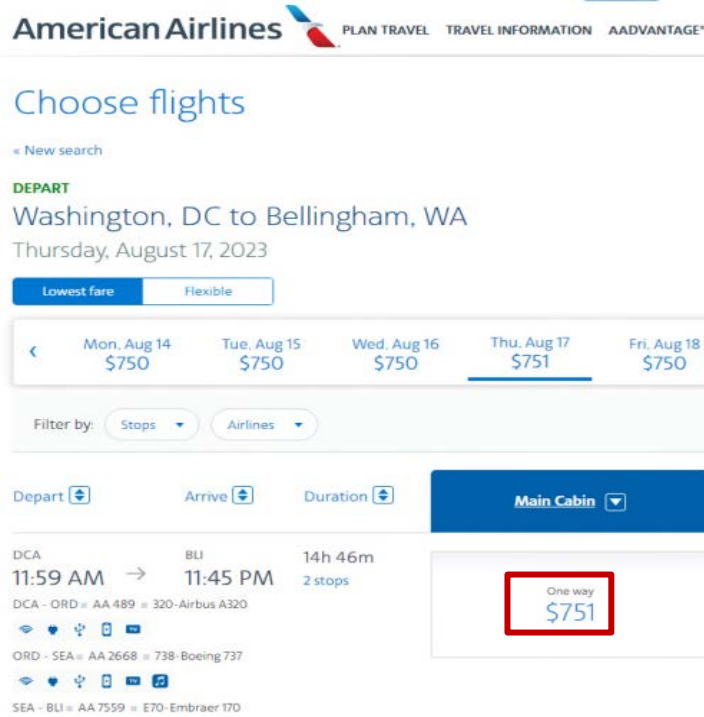 American Airlines PLAN TRAVEL TRAVEL INFORMATION AADVANTAGE®
Choose flights
« New search
DEPART
Washington, DC to Bellingham, WA
Thursday, August 17, 2023
Lowest fare Flexible
Mon, Aug 14 Tue, Aug 15 Wed, Aug 16 Thu, Aug 17 Fri, Aug 18
$750 $750 $750 $751 $750
Filter by: Stops Airlines
Depart Arrive Duration Main Cabin
DCA BLI 14h 46m
11:59 AM → 11:45 PM 2 stops
One way
$751
DCA - ORD = AA 489 = 320-Airbus A320
ORD - SEA = AA 2668 = 738-Boeing 737
SEA - BLI = AA 7559 = E70-Embraer 170